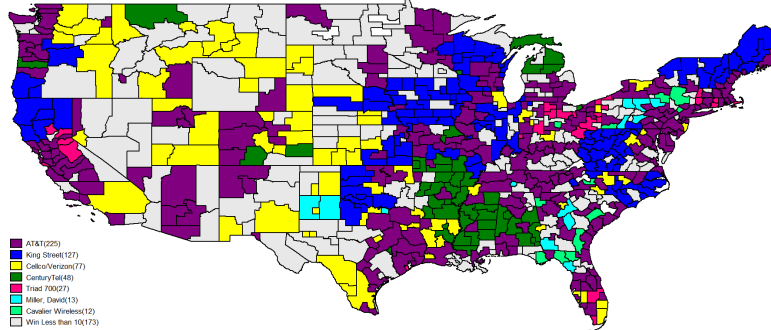 AT&T(225)
King Street(127)
Cellco/Verizon(77)
CenturyTel(48)
Triad 700(27)
Miller, David(13)
Cavalier Wireless(12)
Win Less than 10(173)